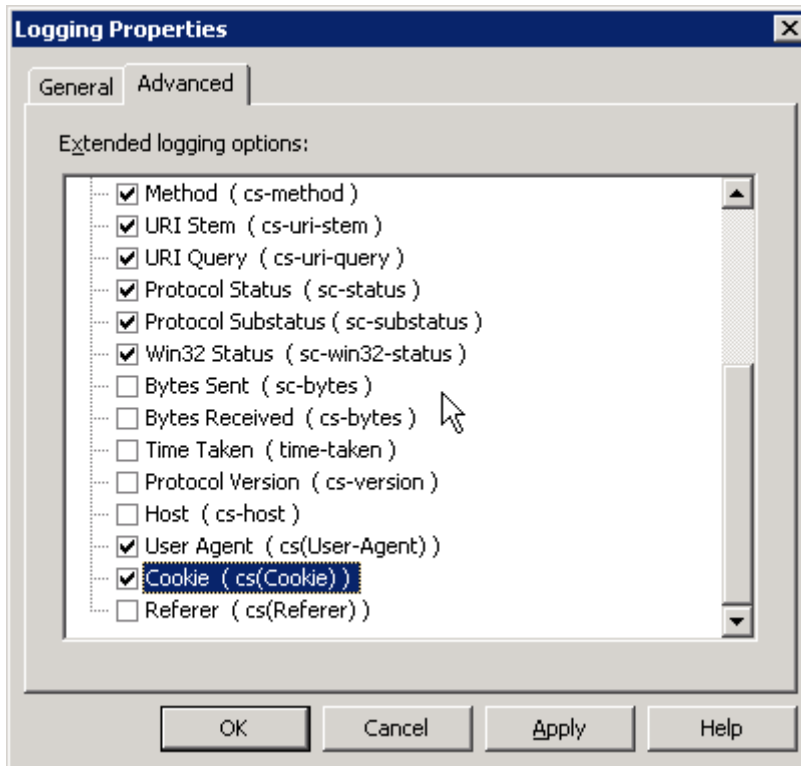 Logging Properties
General
Advanced
Extended logging options:
Method ( cs-method )
URI Stem ( cs-uri-stem )
URI Query ( cs-uri-query )
Protocol Status ( sc-status )
Protocol Substatus ( sc-substatus )
Win32 Status ( sc-win32-status )
Bytes Sent ( sc-bytes )
Bytes Received ( cs-bytes )
Time Taken ( time-taken )
Protocol Version ( cs-version )
Host ( cs-host )
User Agent ( cs(User-Agent) )
Cookie ( cs(Cookie) )
Referer ( cs(Referer) )
OK
Cancel
Apply
Help